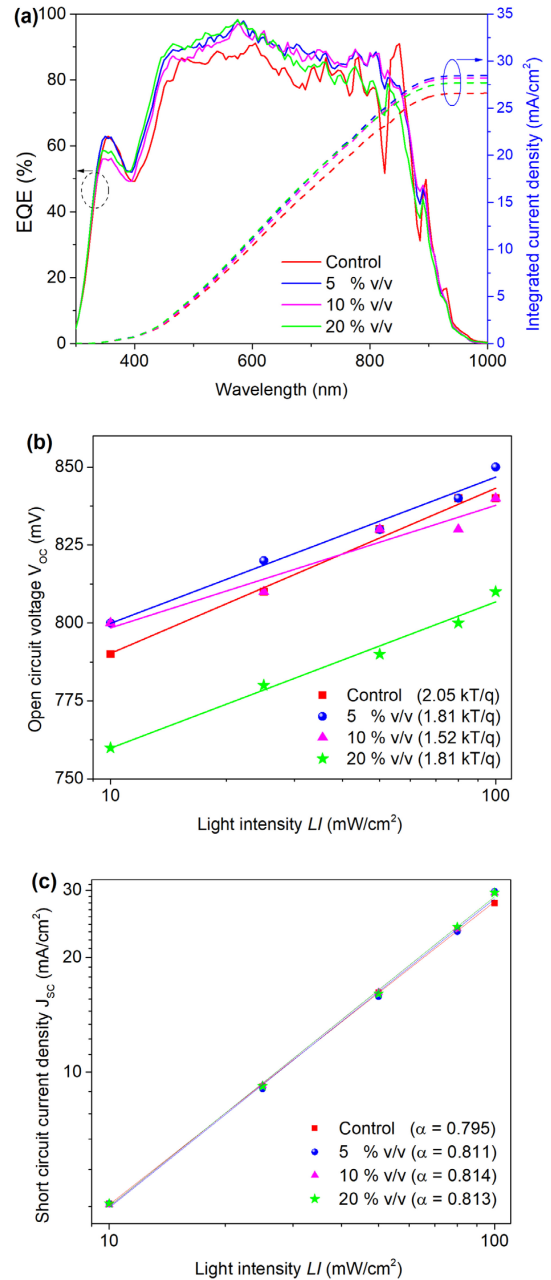 (a)
100
80
60
40
20
0
EQE (%)
35
30
25
20
15
10
5
0
Integrated current density (mA/cm²)
Control
5 % v/v
10 % v/v
20 % v/v
400
600
800
1000
Wavelength (nm)
(b)
850
825
800
775
750
Open circuit voltage V_OC (mV)
Control (2.05 kT/q)
5 % v/v (1.81 kT/q)
10 % v/v (1.52 kT/q)
20 % v/v (1.81 kT/q)
10
100
Light intensity LI (mW/cm²)
(c)
30
20
10
Short circuit current density J_SC (mA/cm²)
Control (α = 0.795)
5 % v/v (α = 0.811)
10 % v/v (α = 0.814)
20 % v/v (α = 0.813)
10
100
Light intensity LI (mW/cm²)